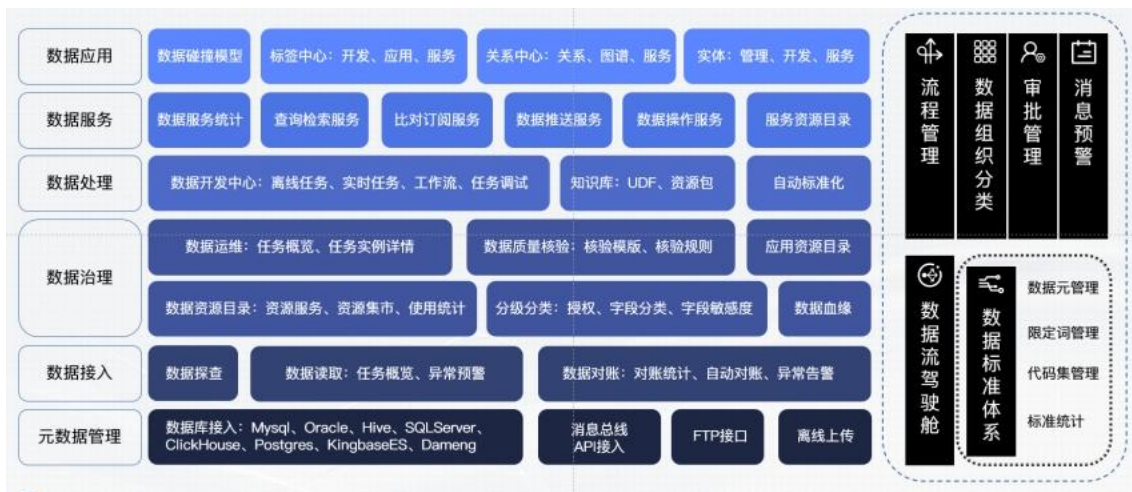 数据应用
数据碰撞模型
标签中心：开发、应用、服务
关系中心：关系、图谱、服务
实体：管理、开发、服务
数据服务
数据服务统计
查询检索服务
比对订阅服务
数据推送服务
数据操作服务
服务资源目录
数据处理
数据开发中心：离线任务、实时任务、工作流、任务调试
知识库：UDF、资源包
自动标准化
数据治理
数据运维：任务概览、任务实例详情
数据质量核验：核验模版、核验规则
应用资源目录
数据资源目录：资源服务、资源集市、使用统计
分级分类：授权、字段分类、字段敏感度
数据血缘
数据接入
数据探查
数据读取：任务概览、异常预警
数据对账：对账统计、自动对账、异常告警
元数据管理
数据库接入：Mysql、Oracle、Hive、SQLServer、
ClickHouse、Postgres、KingbaseES、Dameng
消息总线
API接入
FTP接口
离线上传
流程管理
数据组织分类
审批管理
消息预警
数据流驾驶舱
数据标准体系
数据元管理
限定词管理
代码集管理
标准统计